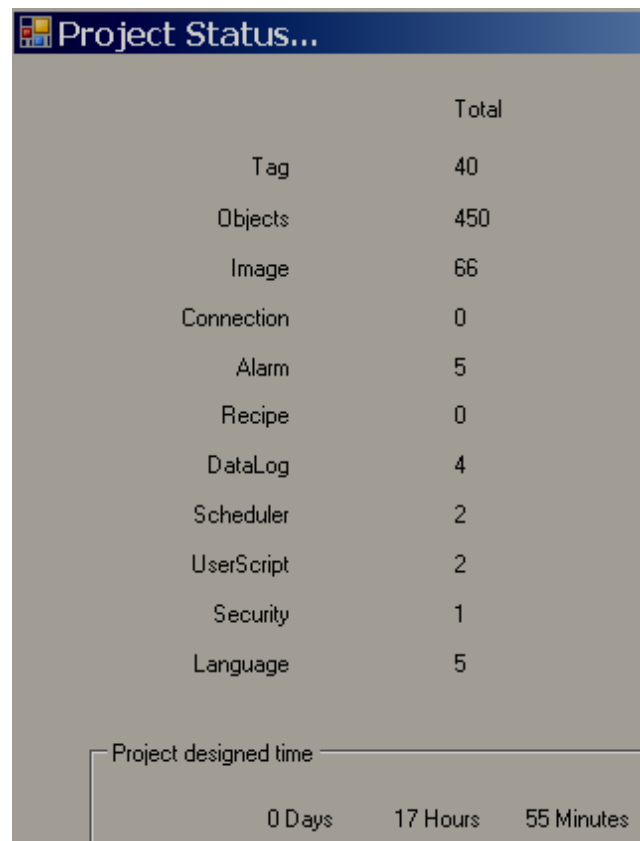 Project Status...
Total
Tag 40
Objects 450
Image 66
Connection 0
Alarm 5
Recipe 0
DataLog 4
Scheduler 2
UserScript 2
Security 1
Language 5
Project designed time
0 Days 17 Hours 55 Minutes